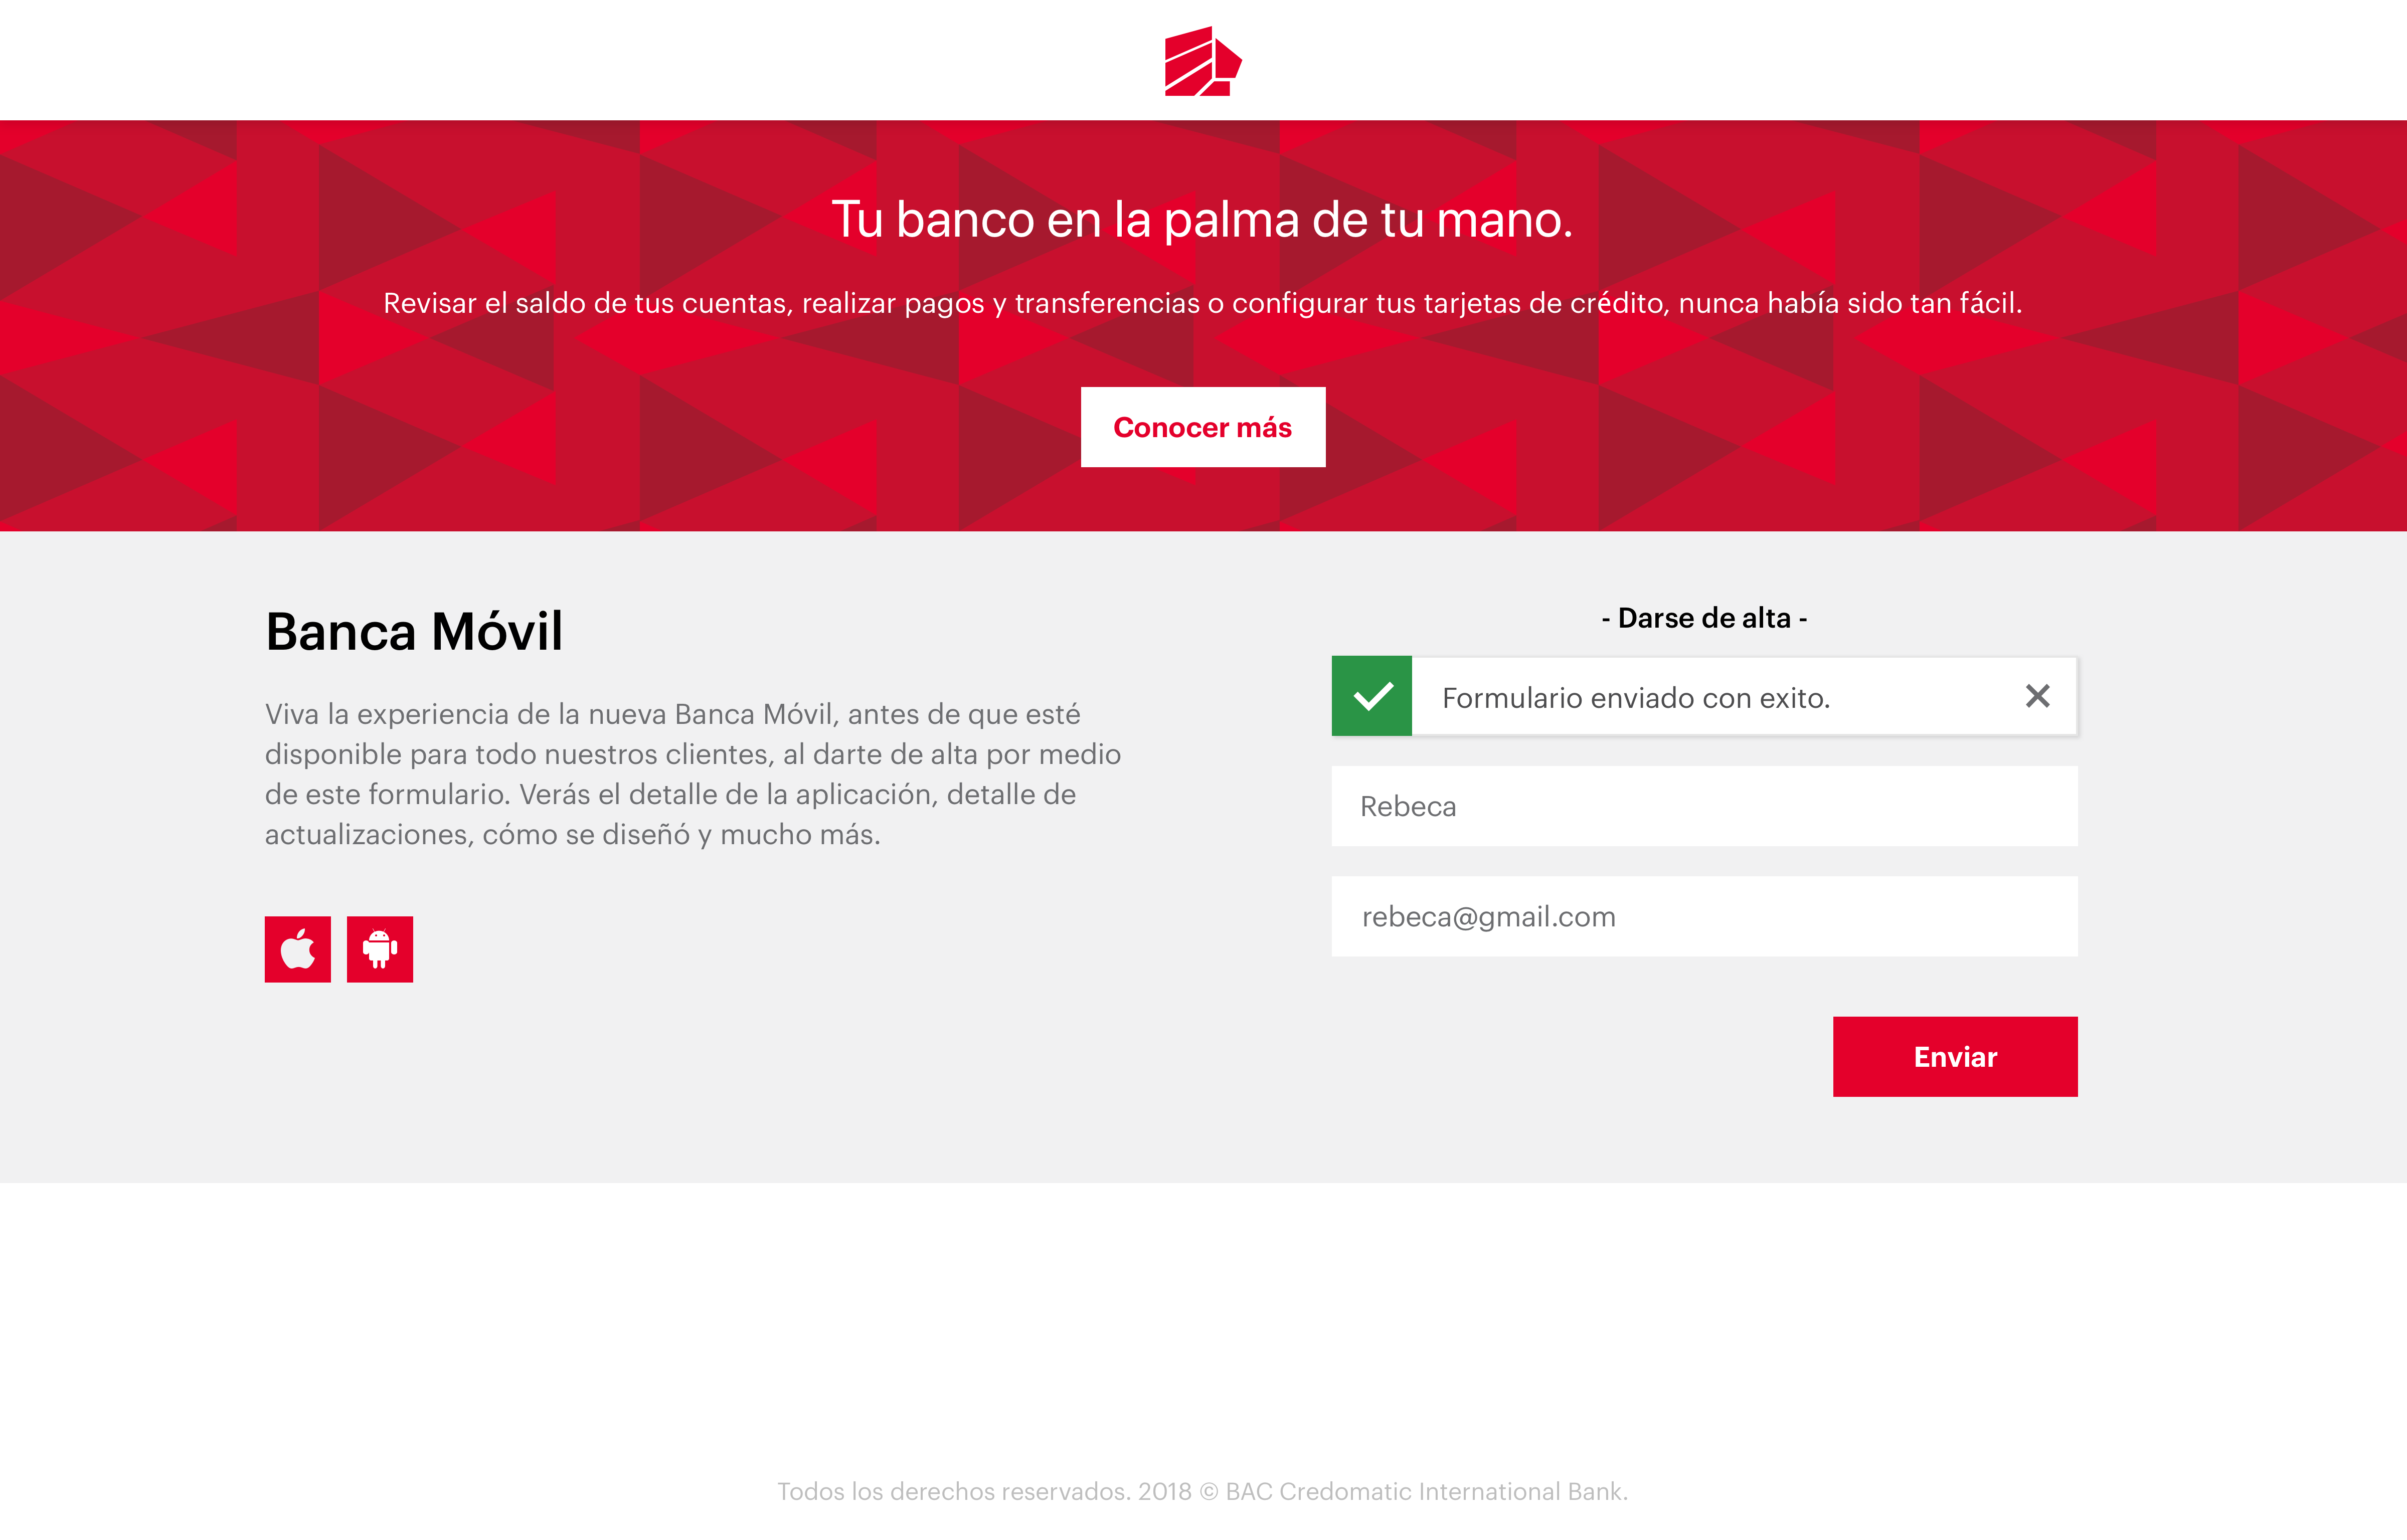 Tu banco en la palma de tu mano.
Revisar el saldo de tus cuentas, realizar pagos y transferencias o configurar tus tarjetas de crédito, nunca había sido tan fácil.
Conocer más
Banca Móvil
Viva la experiencia de la nueva Banca Móvil, antes de que esté
disponible para todo nuestros clientes, al darte de alta por medio
de este formulario. Verás el detalle de la aplicación, detalle de
actualizaciones, cómo se diseñó y mucho más.
- Darse de alta -
Formulario enviado con exito.
Rebeca
rebeca@gmail.com
Enviar
Todos los derechos reservados. 2018 © BAC Credomatic International Bank.